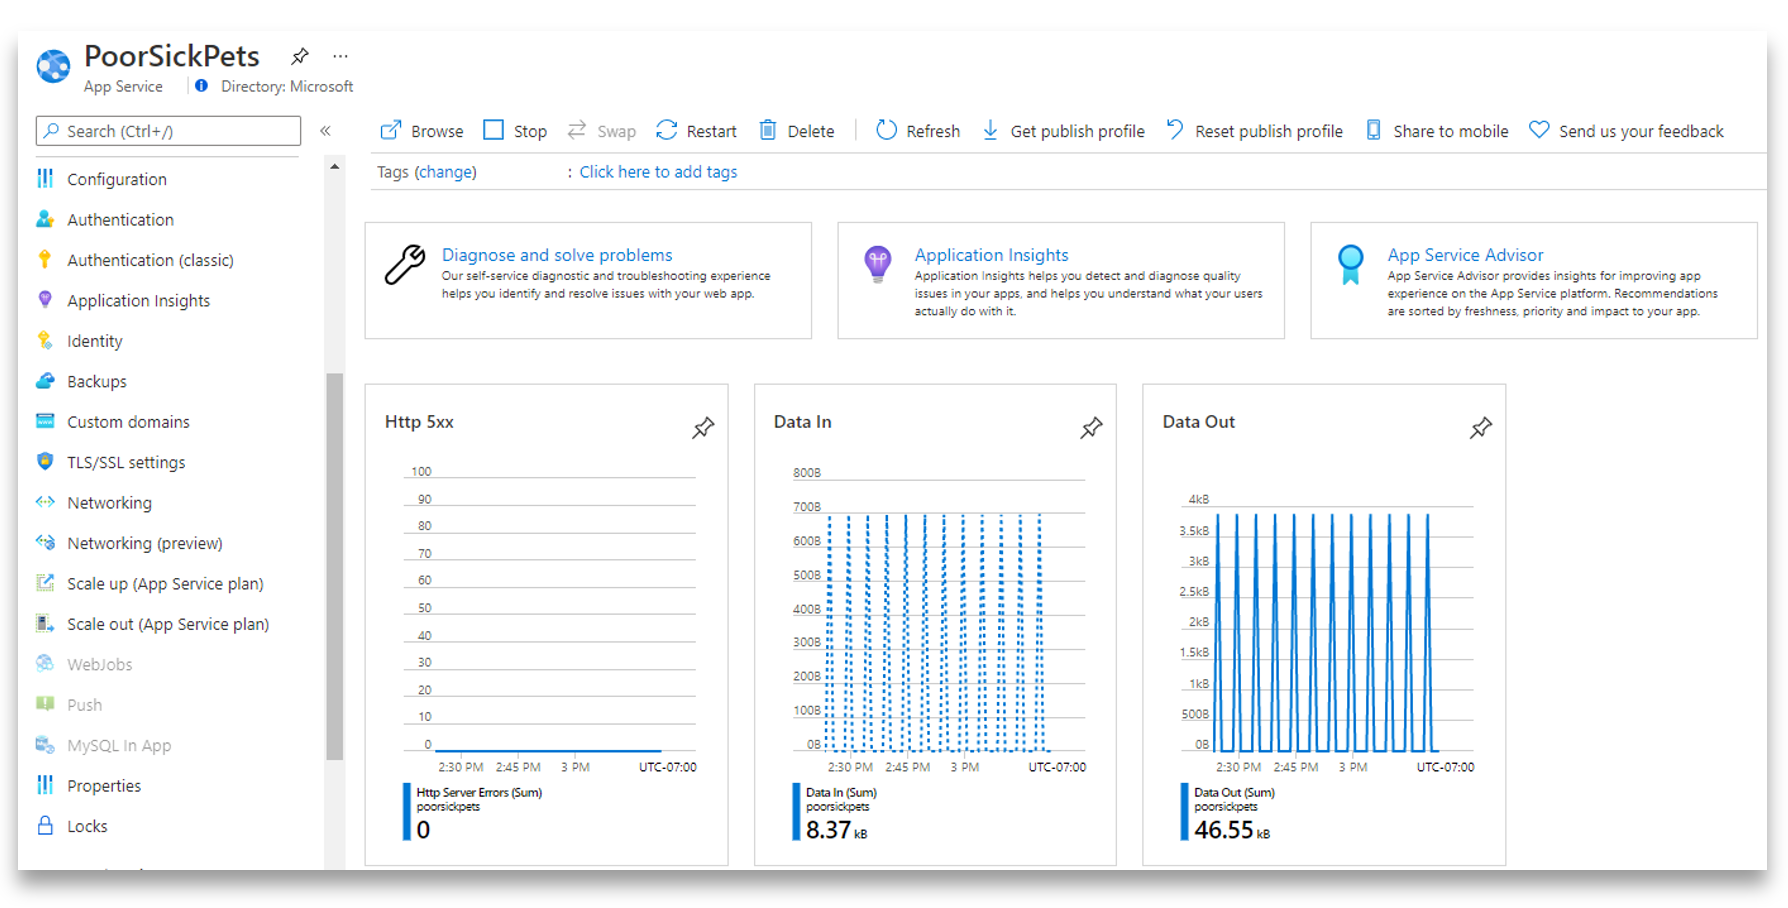 PoorSickPets
...
App Service
Directory: Microsoft
Search (Ctrl+/)
«
Browse
Stop
Swap
Restart
Delete
Refresh
Get publish profile
Reset publish profile
Share to mobile
Send us your feedback
Tags (change)
: Click here to add tags
Configuration
Authentication
Authentication (classic)
Application Insights
Identity
Backups
Custom domains
TLS/SSL settings
Networking
Networking (preview)
Scale up (App Service plan)
Scale out (App Service plan)
WebJobs
Push
MySQL In App
Properties
Locks
Diagnose and solve problems
Our self-service diagnostic and troubleshooting experience
helps you identify and resolve issues with your web app.
Application Insights
Application Insights helps you detect and diagnose quality
issues in your apps, and helps you understand what your users
actually do with it.
App Service Advisor
App Service Advisor provides insights for improving app
experience on the App Service platform. Recommendations
are sorted by freshness, priority and impact to your app.
Http 5xx
100
90
80
70
60
50
40
30
20
10
0
2:30 PM 2:45 PM 3 PM UTC-07:00
Http Server Errors (Sum)
poorsickpets
0
Data In
800B
700B
600B
500B
400B
300B
200B
100B
0B
2:30 PM 2:45 PM 3 PM UTC-07:00
Data In (Sum)
poorsickpets
8.37 kB
Data Out
4kB
3.5kB
3kB
2.5kB
2kB
1.5kB
1kB
500B
0B
2:30 PM 2:45 PM 3 PM UTC-07:00
Data Out (Sum)
poorsickpets
46.55 kB